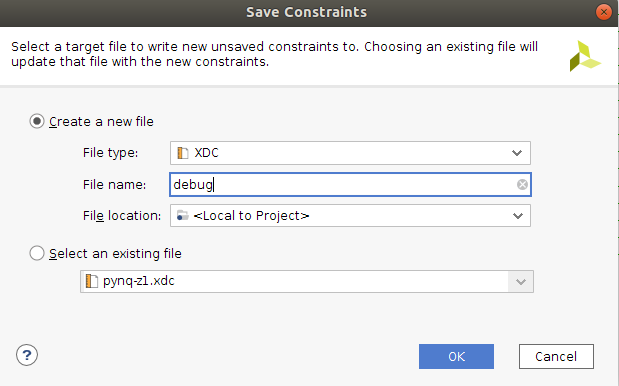 Save Constraints
Select a target file to write new unsaved constraints to. Choosing an existing file will
update that file with the new constraints.
Create a new file
File type: XDC
File name: debug
File location: <Local to Project>
Select an existing file
pynq-z1.xdc
? OK Cancel